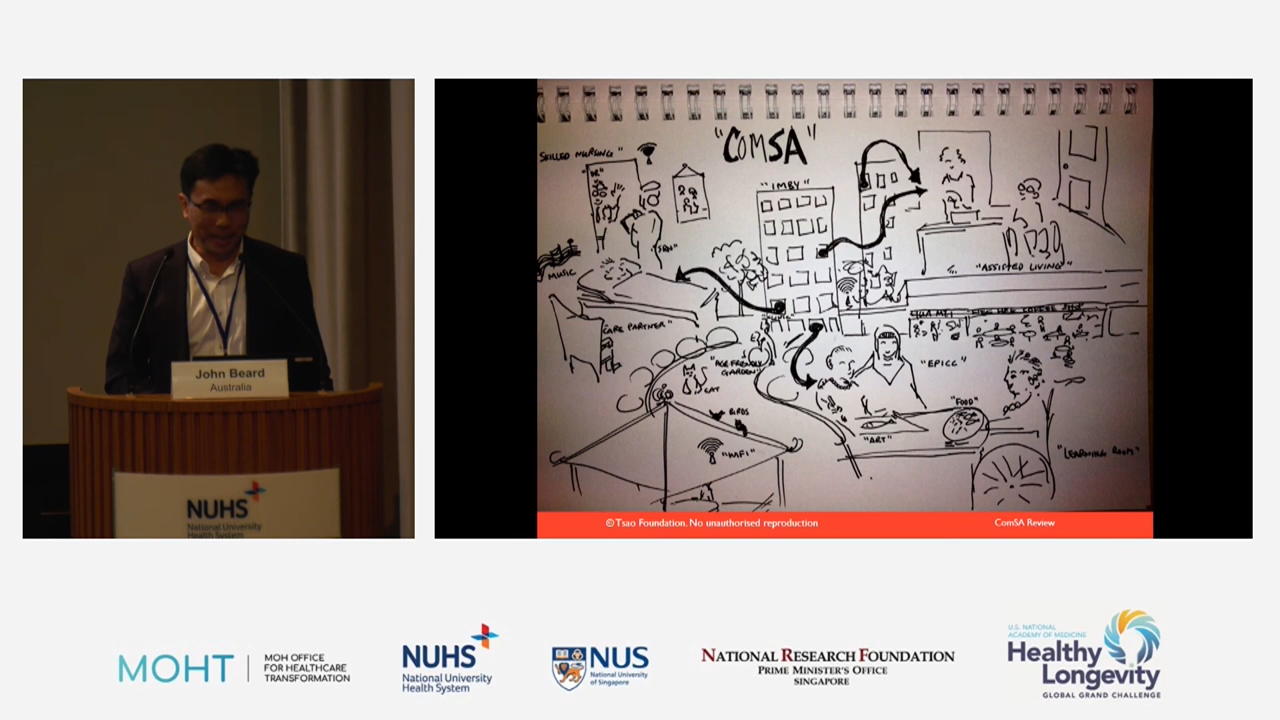 John Beard
Australia
NUHS
National University
Health System
"COMSA"
SKILLED NURSING"
"DR"
"IMBY"
"SRN"
MUSIC
"ASSISTED LIVING"
CARE PARTNER"
"AGE FRIENDLY
GARDEN"
CAT
"EPICC"
BIRDS
"FOOD"
"WIFI"
"ART"
"LEARNING ROOM"
© Tsao Foundation. No unauthorised reproduction
ComSA Review
MOHT
MOH OFFICE
FOR HEALTHCARE
TRANSFORMATION
NUHS
National University
Health System
NUS
National University
of Singapore
NATIONAL RESEARCH FOUNDATION
PRIME MINISTER'S OFFICE
SINGAPORE
U.S. NATIONAL
ACADEMY OF MEDICINE
Healthy
Longevity
GLOBAL GRAND CHALLENGE